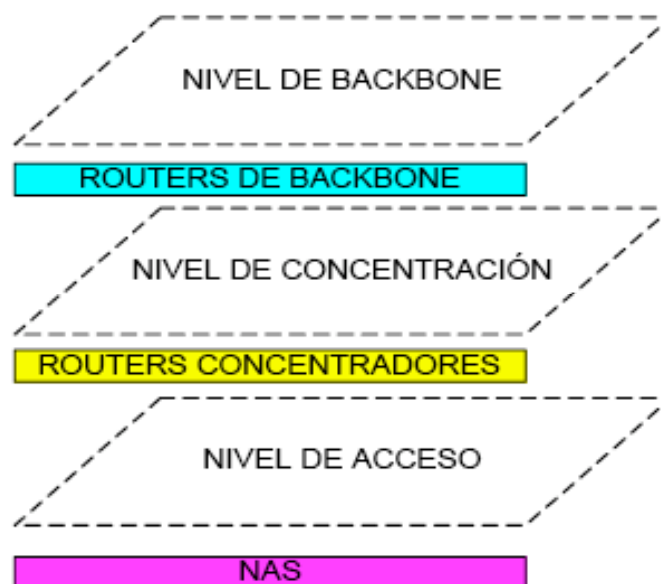 NIVEL DE BACKBONE
ROUTERS DE BACKBONE
NIVEL DE CONCENTRACIÓN
ROUTERS CONCENTRADORES
NIVEL DE ACCESO
NAS